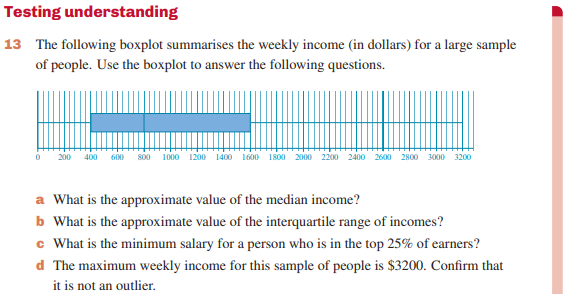 Testing understanding
13 The following boxplot summarises the weekly income (in dollars) for a large sample
of people. Use the boxplot to answer the following questions.
0 200 400 600 800 1000 1200 1400 1600 1800 2000 2200 2400 2600 2800 3000 3200
a What is the approximate value of the median income?
b What is the approximate value of the interquartile range of incomes?
c What is the minimum salary for a person who is in the top 25% of earners?
d The maximum weekly income for this sample of people is $3200. Confirm that
it is not an outlier.